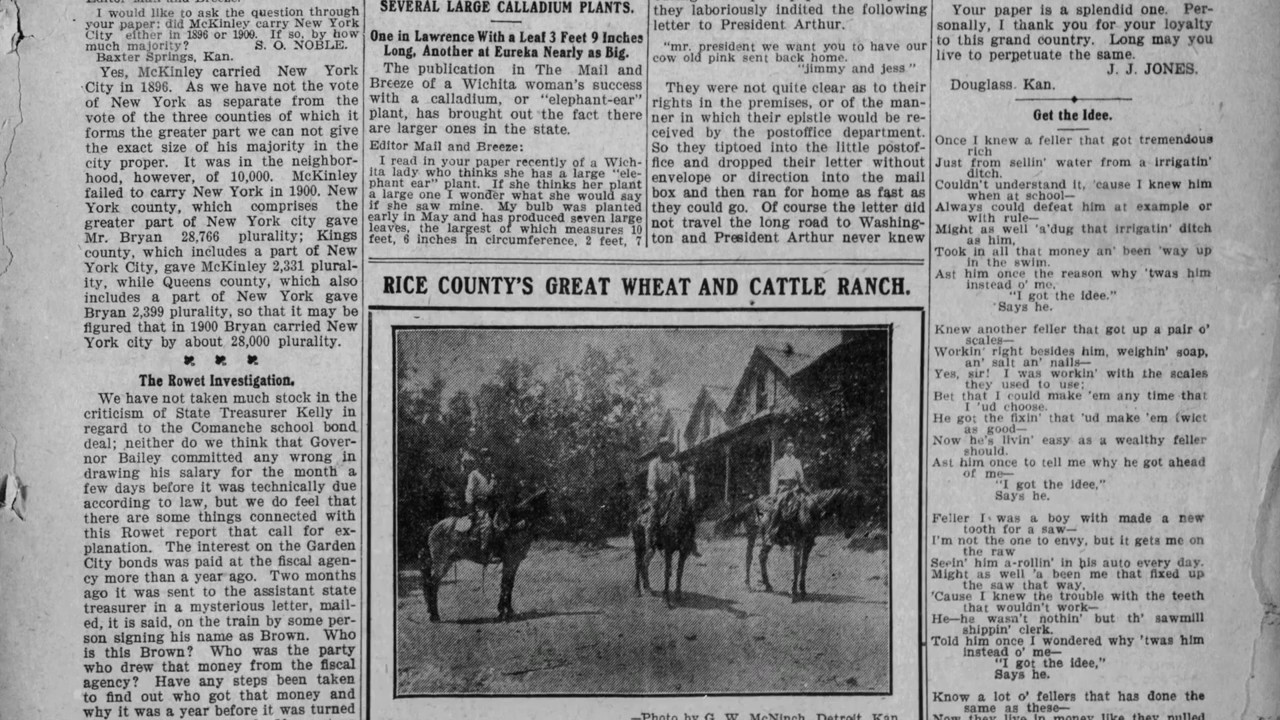 I would like to ask the question through
your paper: did McKinley carry New York
City either in 1896 or 1900. If so, by how
much majority? S. O. NOBLE.
Baxter Springs, Kan.
Yes, McKinley carried New York
City in 1896. As we have not the vote
of New York as separate from the
vote of the three counties of which it
forms the greater part we can not give
the exact size of his majority in the
city proper. It was in the neighbor-
hood, however, of 10,000. McKinley
failed to carry New York in 1900. New
York county, which comprises the
greater part of New York city gave
Mr. Bryan 28,766 plurality; Kings
county, which includes a part of New
York City, gave McKinley 2,331 plural-
ity, while Queens county, which also
includes a part of New York gave
Bryan 2,399 plurality, so that it may be
figured that in 1900 Bryan carried New
York city by about 28,000 plurality.
The Rowet Investigation.
We have not taken much stock in the
criticism of State Treasurer Kelly in
regard to the Comanche school bond
deal; neither do we think that Gover-
nor Bailey committed any wrong in
drawing his salary for the month a
few days before it was technically due
according to law, but we do feel that
there are some things connected with
this Rowet report that call for ex-
planation. The interest on the Garden
City bonds was paid at the fiscal agen-
cy more than a year ago. Two months
ago it was sent to the assistant state
treasurer in a mysterious letter, mail-
ed, it is said, on the train by some per-
son signing his name as Brown. Who
is this Brown? Who was the party
who drew that money from the fiscal
agency? Have any steps been taken
to find out who got that money and
why it was a year before it was turned
SEVERAL LARGE CALLADIUM PLANTS.
One in Lawrence With a Leaf 3 Feet 9 Inches
Long, Another at Eureka Nearly as Big.
The publication in The Mail and
Breeze of a Wichita woman's success
with a calladium, or "elephant-ear"
plant, has brought out the fact there
are larger ones in the state.
Editor Mail and Breeze:
I read in your paper recently of a Wich-
ita lady who thinks she has a large "ele-
phant ear" plant. If she thinks her plant
a large one I wonder what she would say
if she saw mine. My bulb was planted
early in May and has produced seven large
leaves, the largest of which measures 10
feet, 6 inches in circumference, 2 feet, 7
they laboriously indited the following
letter to President Arthur.
"mr. president we want you to have our
cow old pink sent back home.
"Jimmy and jess"
They were not quite clear as to their
rights in the premises, or of the man-
ner in which their epistle would be re-
ceived by the postoffice department.
So they tiptoed into the little postof-
fice and dropped their letter without
envelope or direction into the mail
box and then ran for home as fast as
they could go. Of course the letter did
not travel the long road to Washing-
ton and President Arthur never knew
RICE COUNTY'S GREAT WHEAT AND CATTLE RANCH.
—Photo by G. W. McNinch, Detroit, Kan.
Your paper is a splendid one. Per-
sonally, I thank you for your loyalty
to this grand country. Long may you
live to perpetuate the same.
J. J. JONES.
Douglass. Kan.
Get the Idee.
Once I knew a feller that got tremendous
rich
Just from sellin' water from a irrigatin'
ditch.
Couldn't understand it, 'cause I knew him
when at school—
Always could defeat him at example or
with rule—
Might as well 'a'dug that irrigatin' ditch
as him,
Took in all that money an' been 'way up
in the swim.
Ast him once the reason why 'twas him
instead o' me,
"I got the idee."
Says he.
Knew another feller that got up a pair o'
scales—
Workin' right besides him, weighin' soap,
an' salt an' nails—
Yes, sir! I was workin' with the scales
they used to use;
Bet that I could make 'em any time that
I 'ud choose.
He got the fixin' that 'ud make 'em twict
as good—
Now he's livin' easy as a wealthy feller
should.
Ast him once to tell me why he got ahead
of me—
"I got the idee,"
Says he.
Feller I was a boy with made a new
tooth for a saw—
I'm not the one to envy, but it gets me on
the raw
Seein' him a-rollin' in his auto every day.
Might as well 'a been me that fixed up
the saw that way,
'Cause I knew the trouble with the teeth
that wouldn't work—
He—he wasn't nothin' but th' sawmill
shippin' clerk.
Told him once I wondered why 'twas him
instead o' me—
"I got the idee,"
Says he.
Know a lot o' fellers that has done the
same as these—